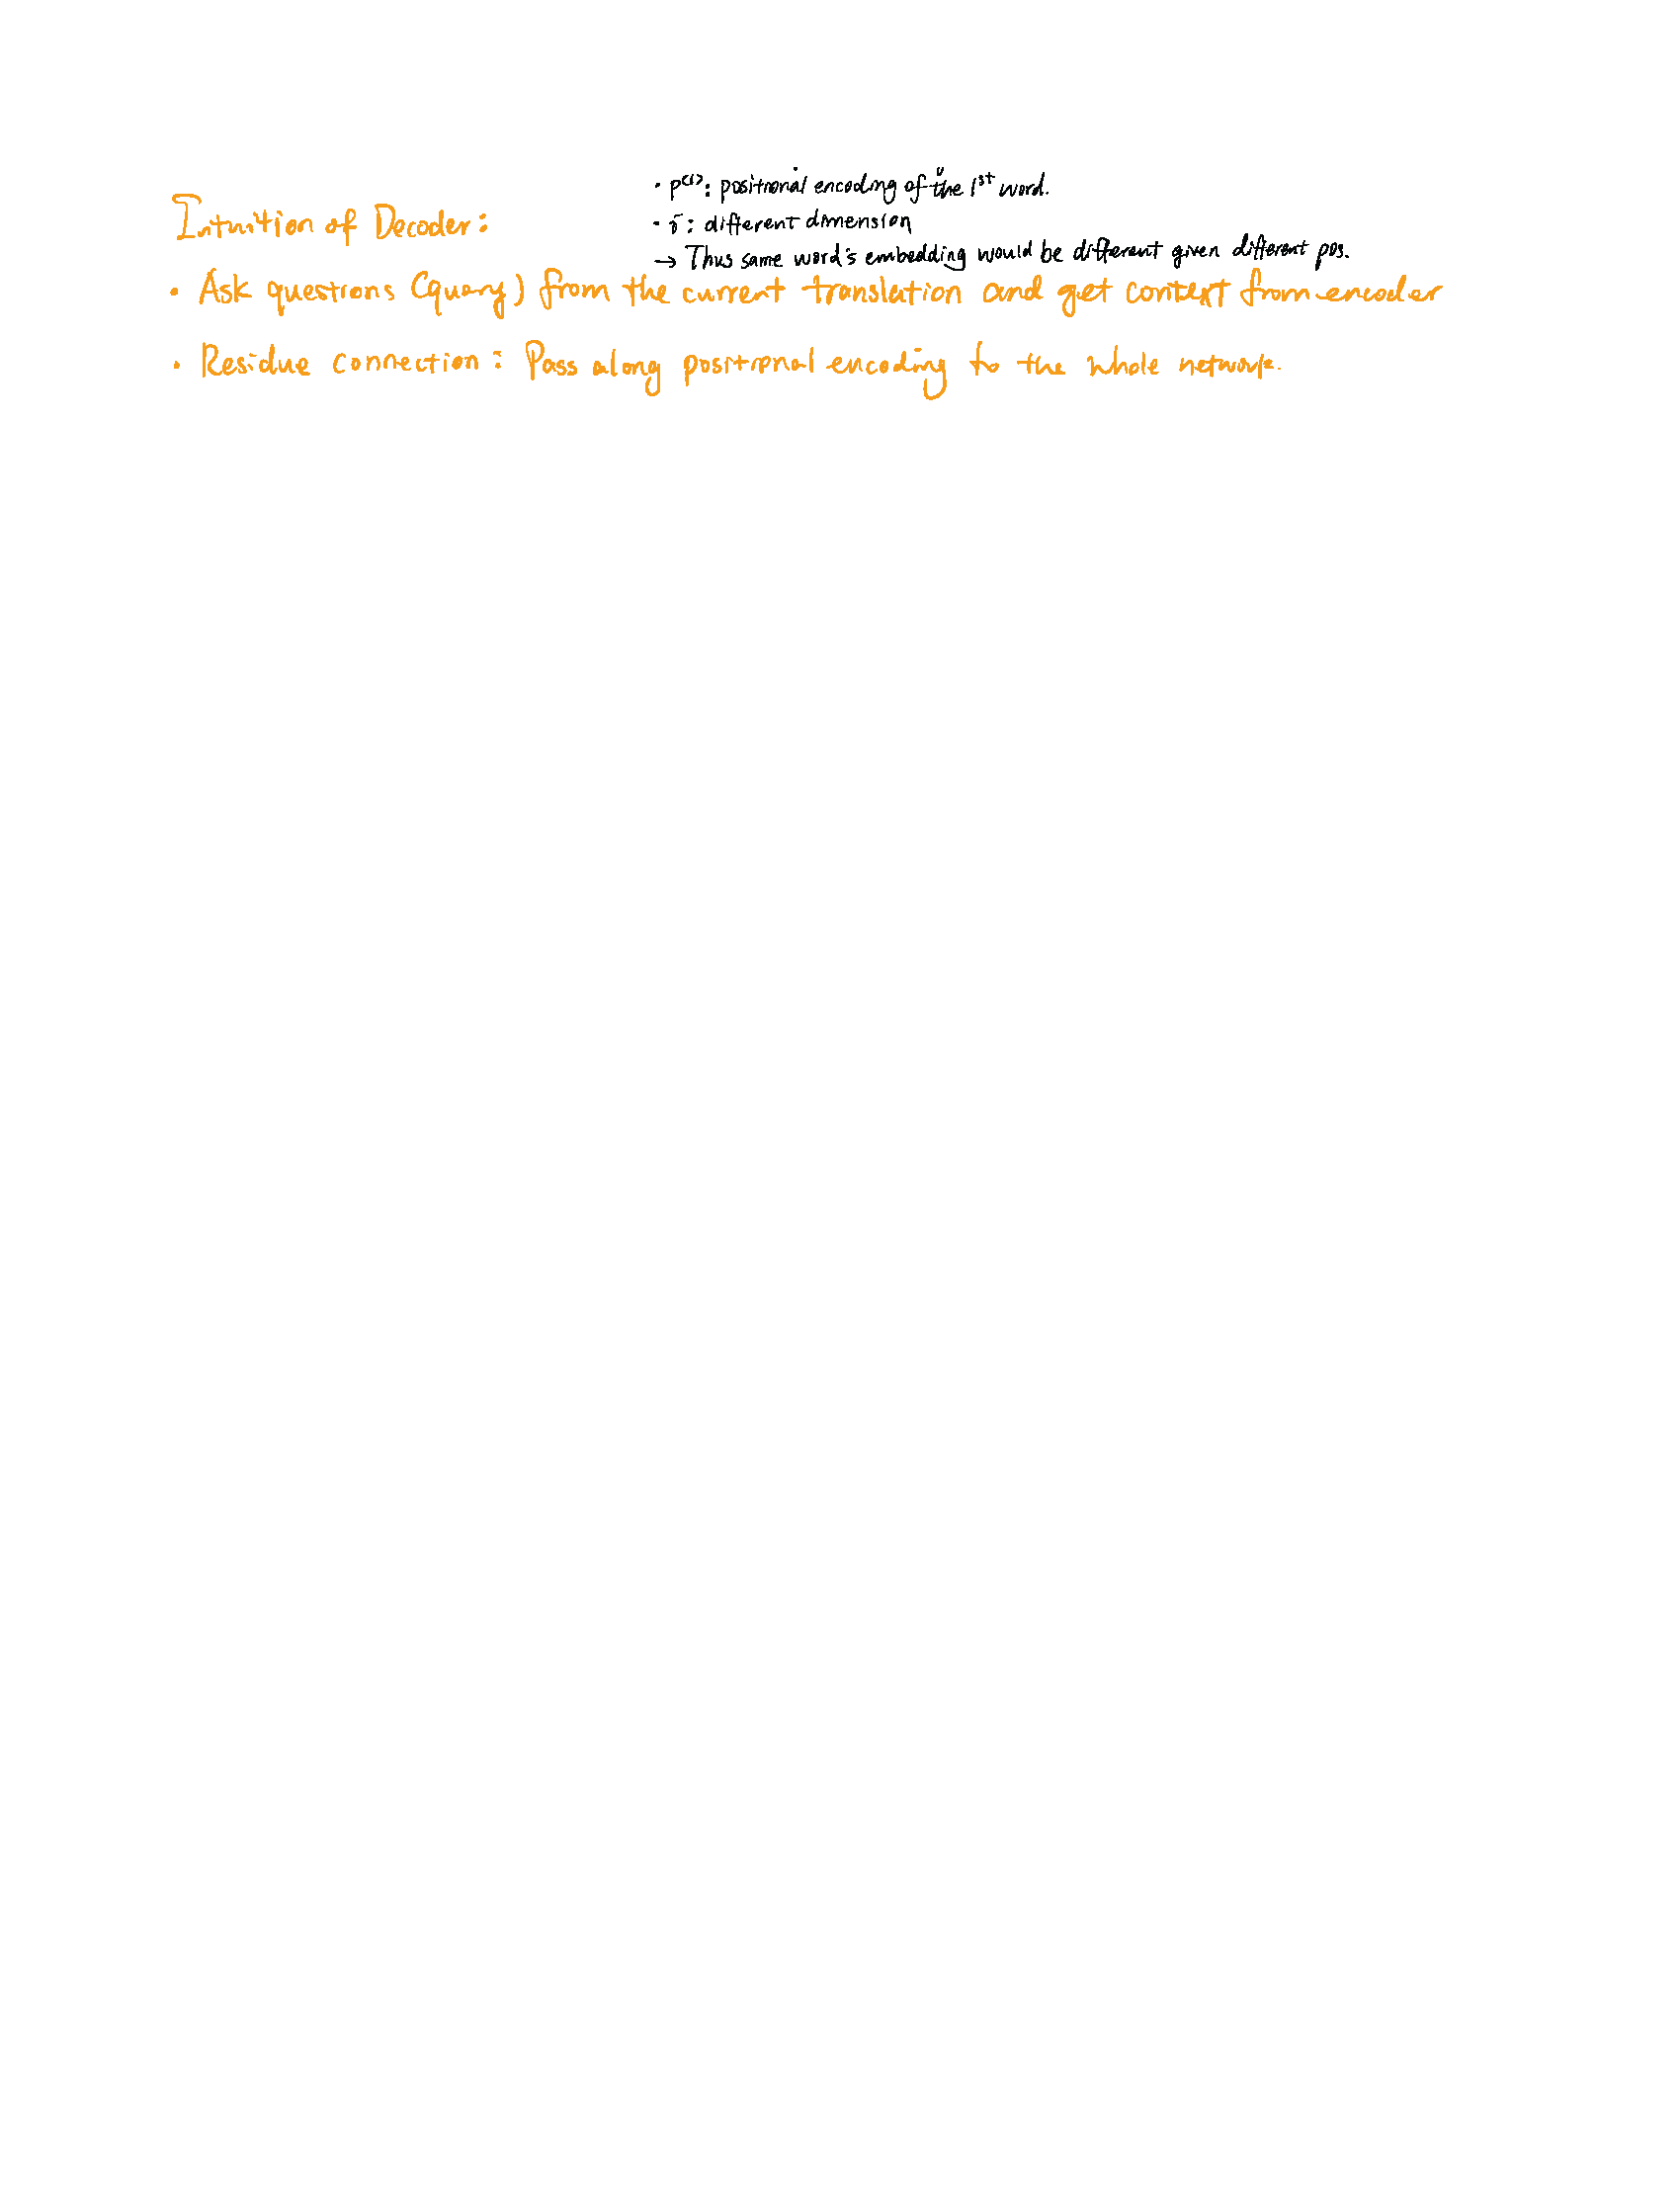 • p<1>: positional encoding of the 1st word.
Intuition of Decoder:
• : different dimension
→ Thus same word's embedding would be different given different pos.
• Ask questions (query) from the current translation and get context from encoder
• Residue connection: Pass along positional encoding to the whole network.